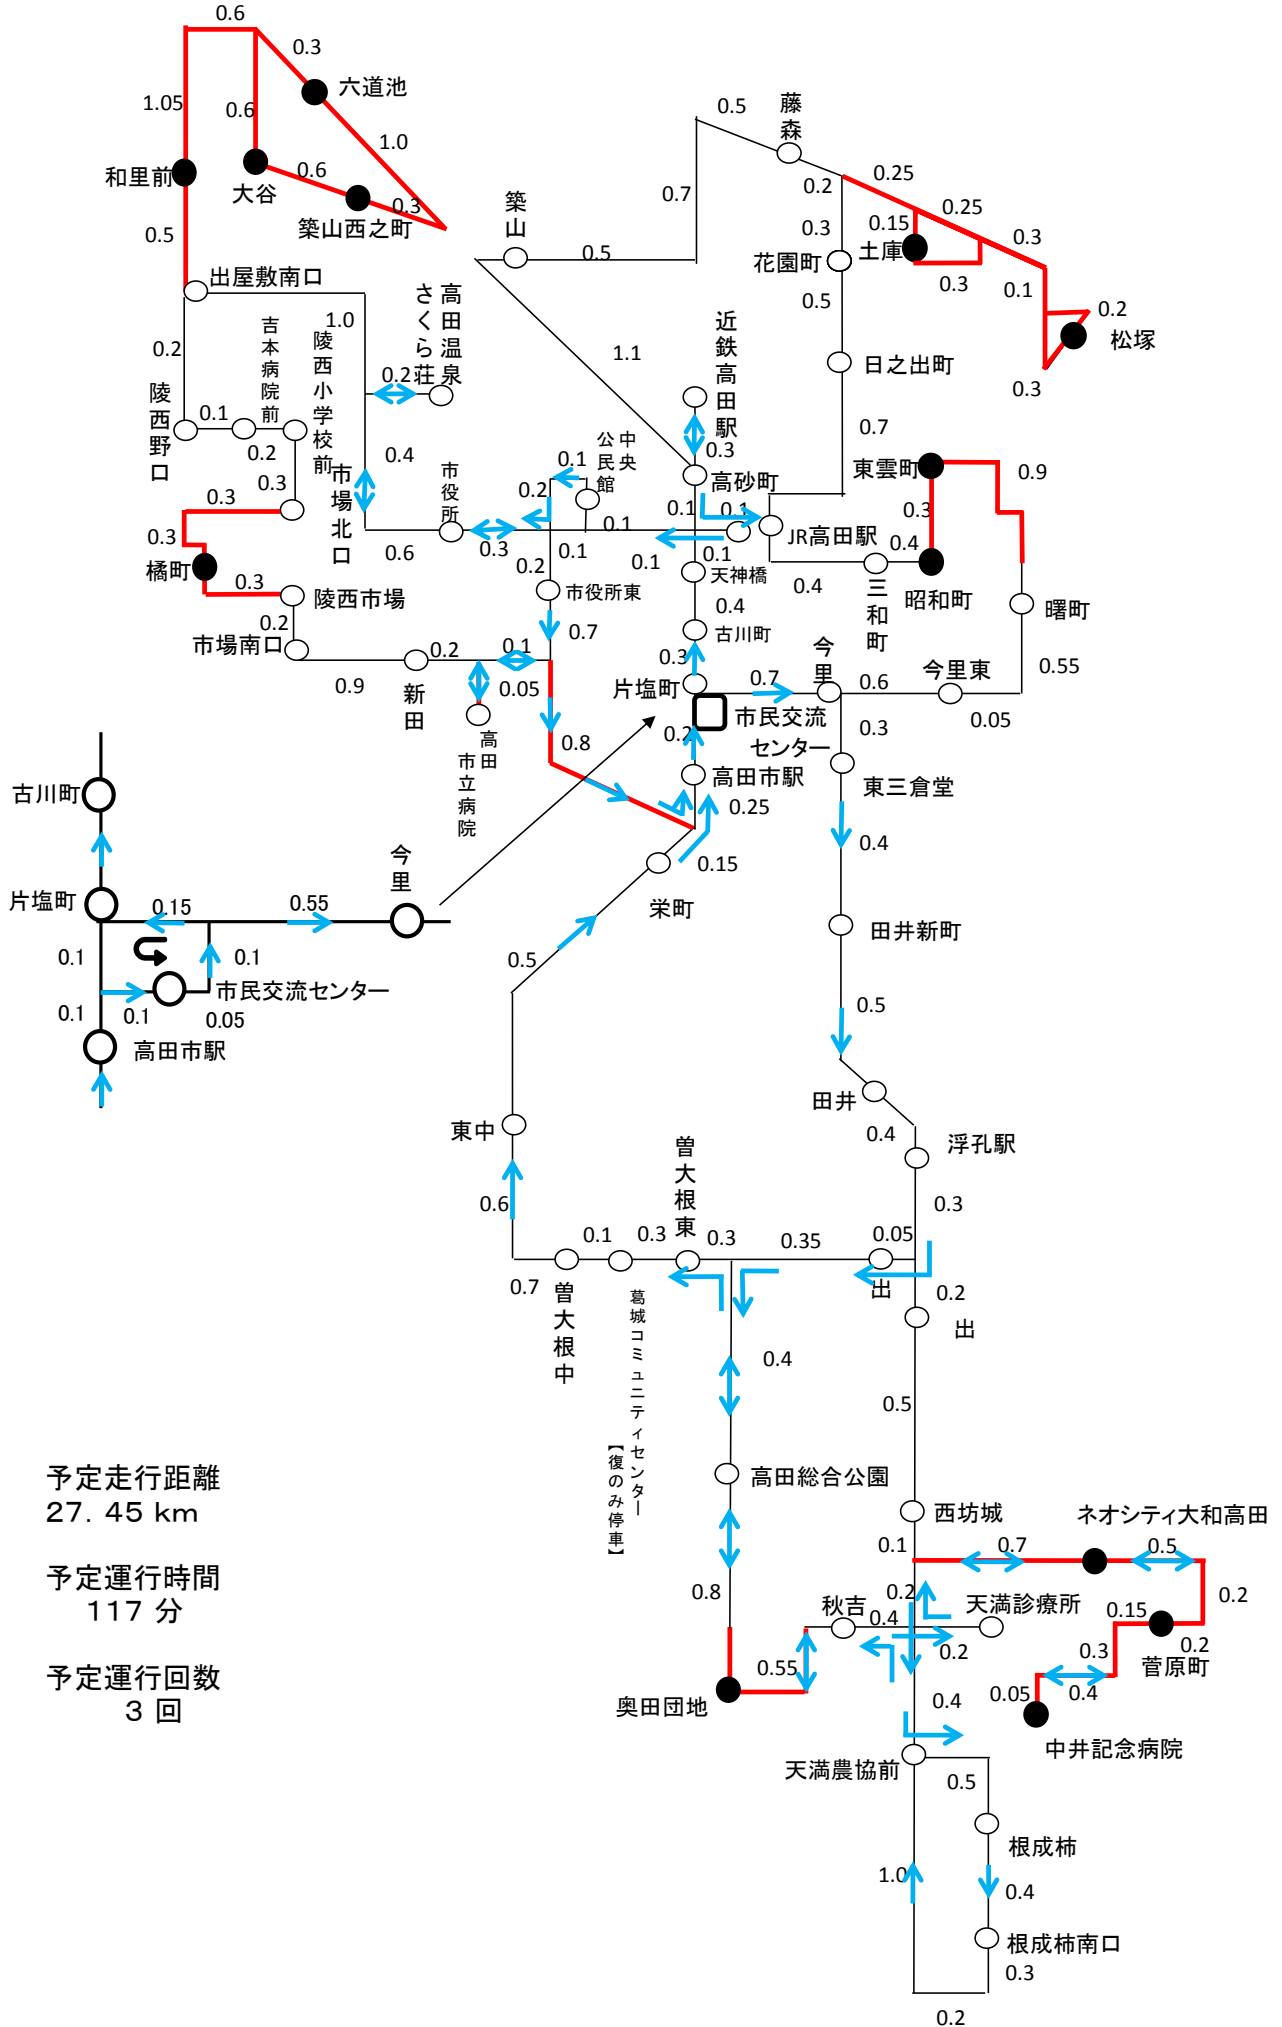 0.6
0.3
六道池
1.05
0.6
1.0
和里前
大谷
0.6
築山西之町
0.3
0.5
出屋敷南口
築山
0.5
0.7
0.5
藤森
0.2
0.25
0.25
0.3
花園町
0.15
土庫
0.3
0.3
0.1
0.2
松塚
0.3
0.5
日之出町
0.7
1.0
高田温泉
さくら荘
0.2
近鉄高田駅
1.1
0.3
高砂町
吉本病院前
陵西小学校前
0.2
陵西野口
0.1
0.2
0.3
市場北口
0.4
市役所
中央
公民館
0.1
0.2
0.1
0.1
0.1
JR高田駅
東雲町
0.9
0.3
0.3
0.3
橘町
0.3
陵西市場
0.6
0.3
0.1
0.2
市役所東
0.1
0.1
天神橋
0.4
古川町
0.4
三和町
0.4
昭和町
曙町
0.2
市場南口
0.9
新田
0.2
0.1
0.7
0.05
高田
市立病院
0.8
0.3
片塩町
0.7
今里
0.6
今里東
0.55
0.05
市民交流
センター
0.2
高田市駅
0.25
0.15
栄町
0.3
東三倉堂
0.4
田井新町
0.5
古川町
片塩町
今里
0.15
0.55
0.1
0.1
市民交流センター
0.1
0.1
0.05
高田市駅
0.5
田井
0.4
浮孔駅
東中
0.6
曽大根東
0.3
0.1
0.3
0.3
0.35
0.05
0.7
曽大根中
葛城コミュニティセンター
【復のみ停車】
出
0.2
出
0.4
0.5
予定走行距離
27. 45 km
高田総合公園
西坊城
ネオシティ大和高田
0.1
0.7
0.5
予定運行時間
117 分
0.8
秋吉
0.2
0.4
天満診療所
0.15
0.2
0.2
0.2
0.3
菅原町
予定運行回数
3 回
0.55
奥田団地
0.4
0.05
0.4
中井記念病院
天満農協前
0.5
根成柿
1.0
0.4
根成柿南口
0.3
0.2